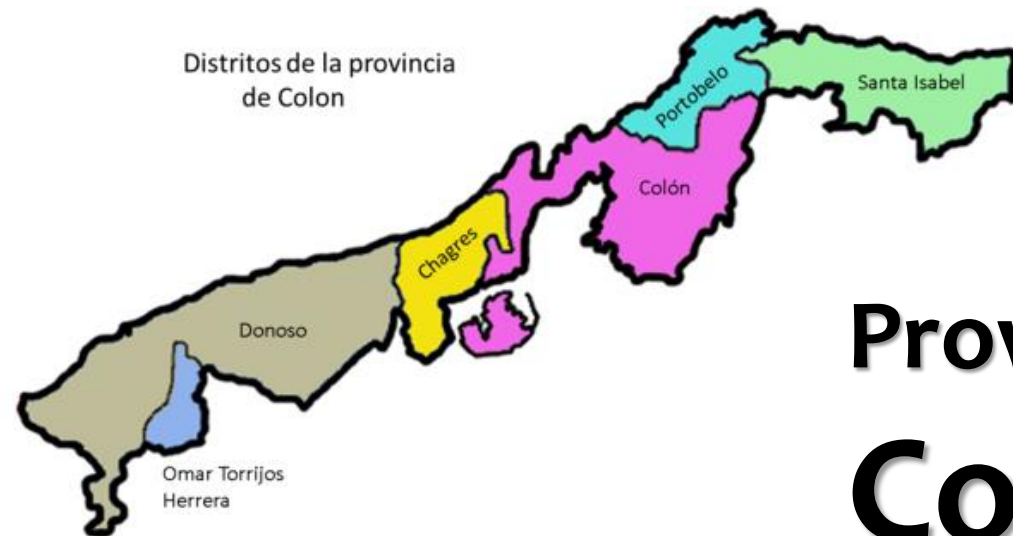 Distritos de la provincia
de Colon
Portobelo
Santa Isabel
Colón
Chagres
Donoso
Omar Torrijos
Herrera